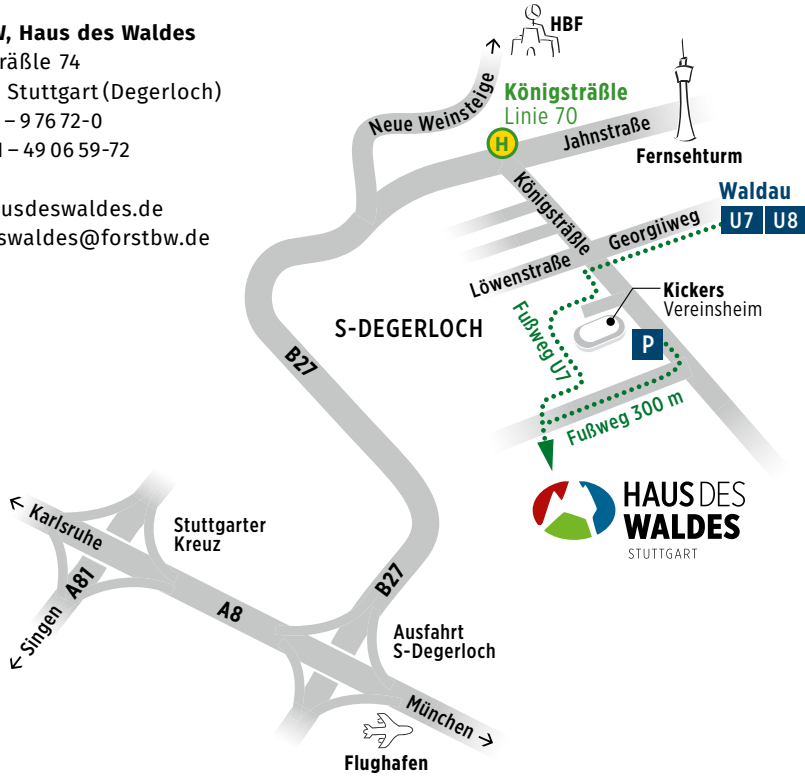 W, Haus des Waldes
räßle 74
Stuttgart (Degerloch)
– 9 76 72-0
– 49 06 59-72
usdeswaldes.de
swaldes@forstbw.de
HBF
Neue Weinsteige
Königsträßle
Linie 70
H
Jahnstraße
Fernsehturm
Königsträßle
Waldau
U7 U8
Georgiiweg
Löwenstraße
Kickers
Vereinsheim
S-DEGERLOCH
Fußweg U7
P
B27
Fußweg 300 m
HAUS DES
WALDES
STUTTGART
Karlsruhe
Stuttgarter
Kreuz
A81
Singen
A8
B27
Ausfahrt
S-Degerloch
München
Flughafen